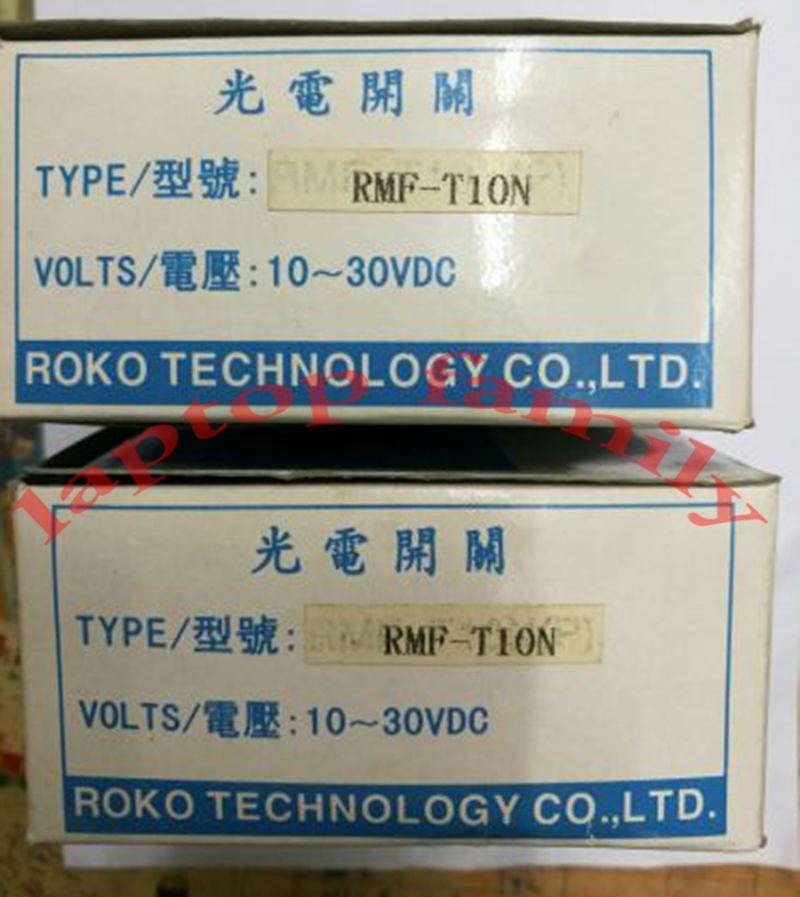 光電開關
TYPE/型號: RMF-T10N
VOLTS/電壓:10~30VDC
ROKO TECHNOLOGY CO.,LTD.
laptop family
光電開關
TYPE/型號: RMF-T10N
VOLTS/電壓:10~30VDC
ROKO TECHNOLOGY CO.,LTD.